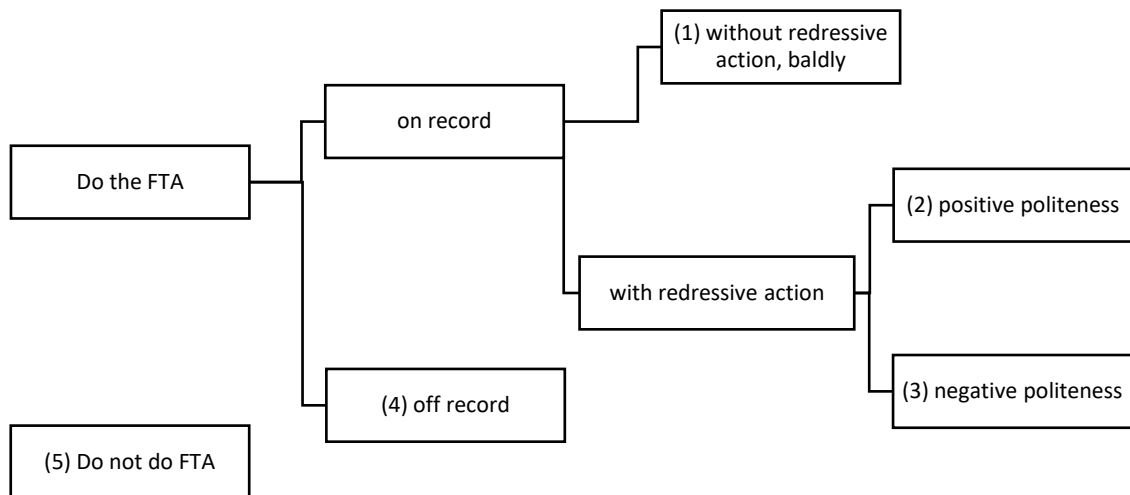 (1) without redressive
action, baldly
on record
Do the FTA
(2) positive politeness
with redressive action
(3) negative politeness
(4) off record
(5) Do not do FTA